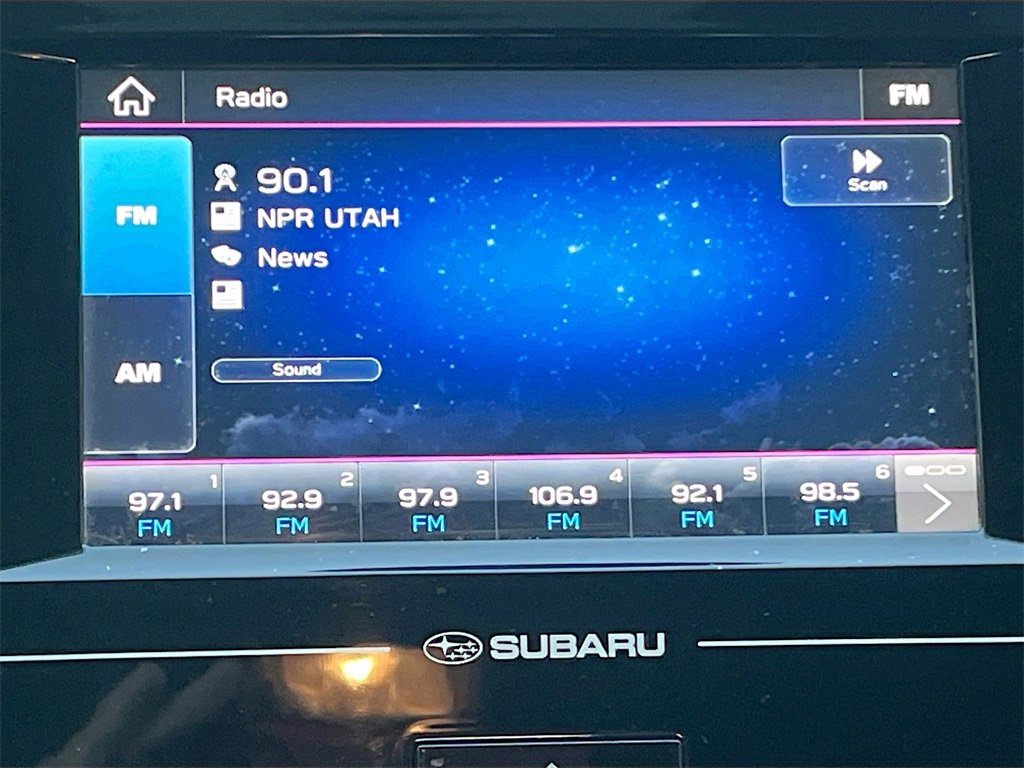 Radio
FM
FM
90.1
Scan
NPR UTAH
News
AM
Sound
1
97.1
FM
2
92.9
FM
3
97.9
FM
4
106.9
FM
5
92.1
FM
6
98.5
FM
SUBARU